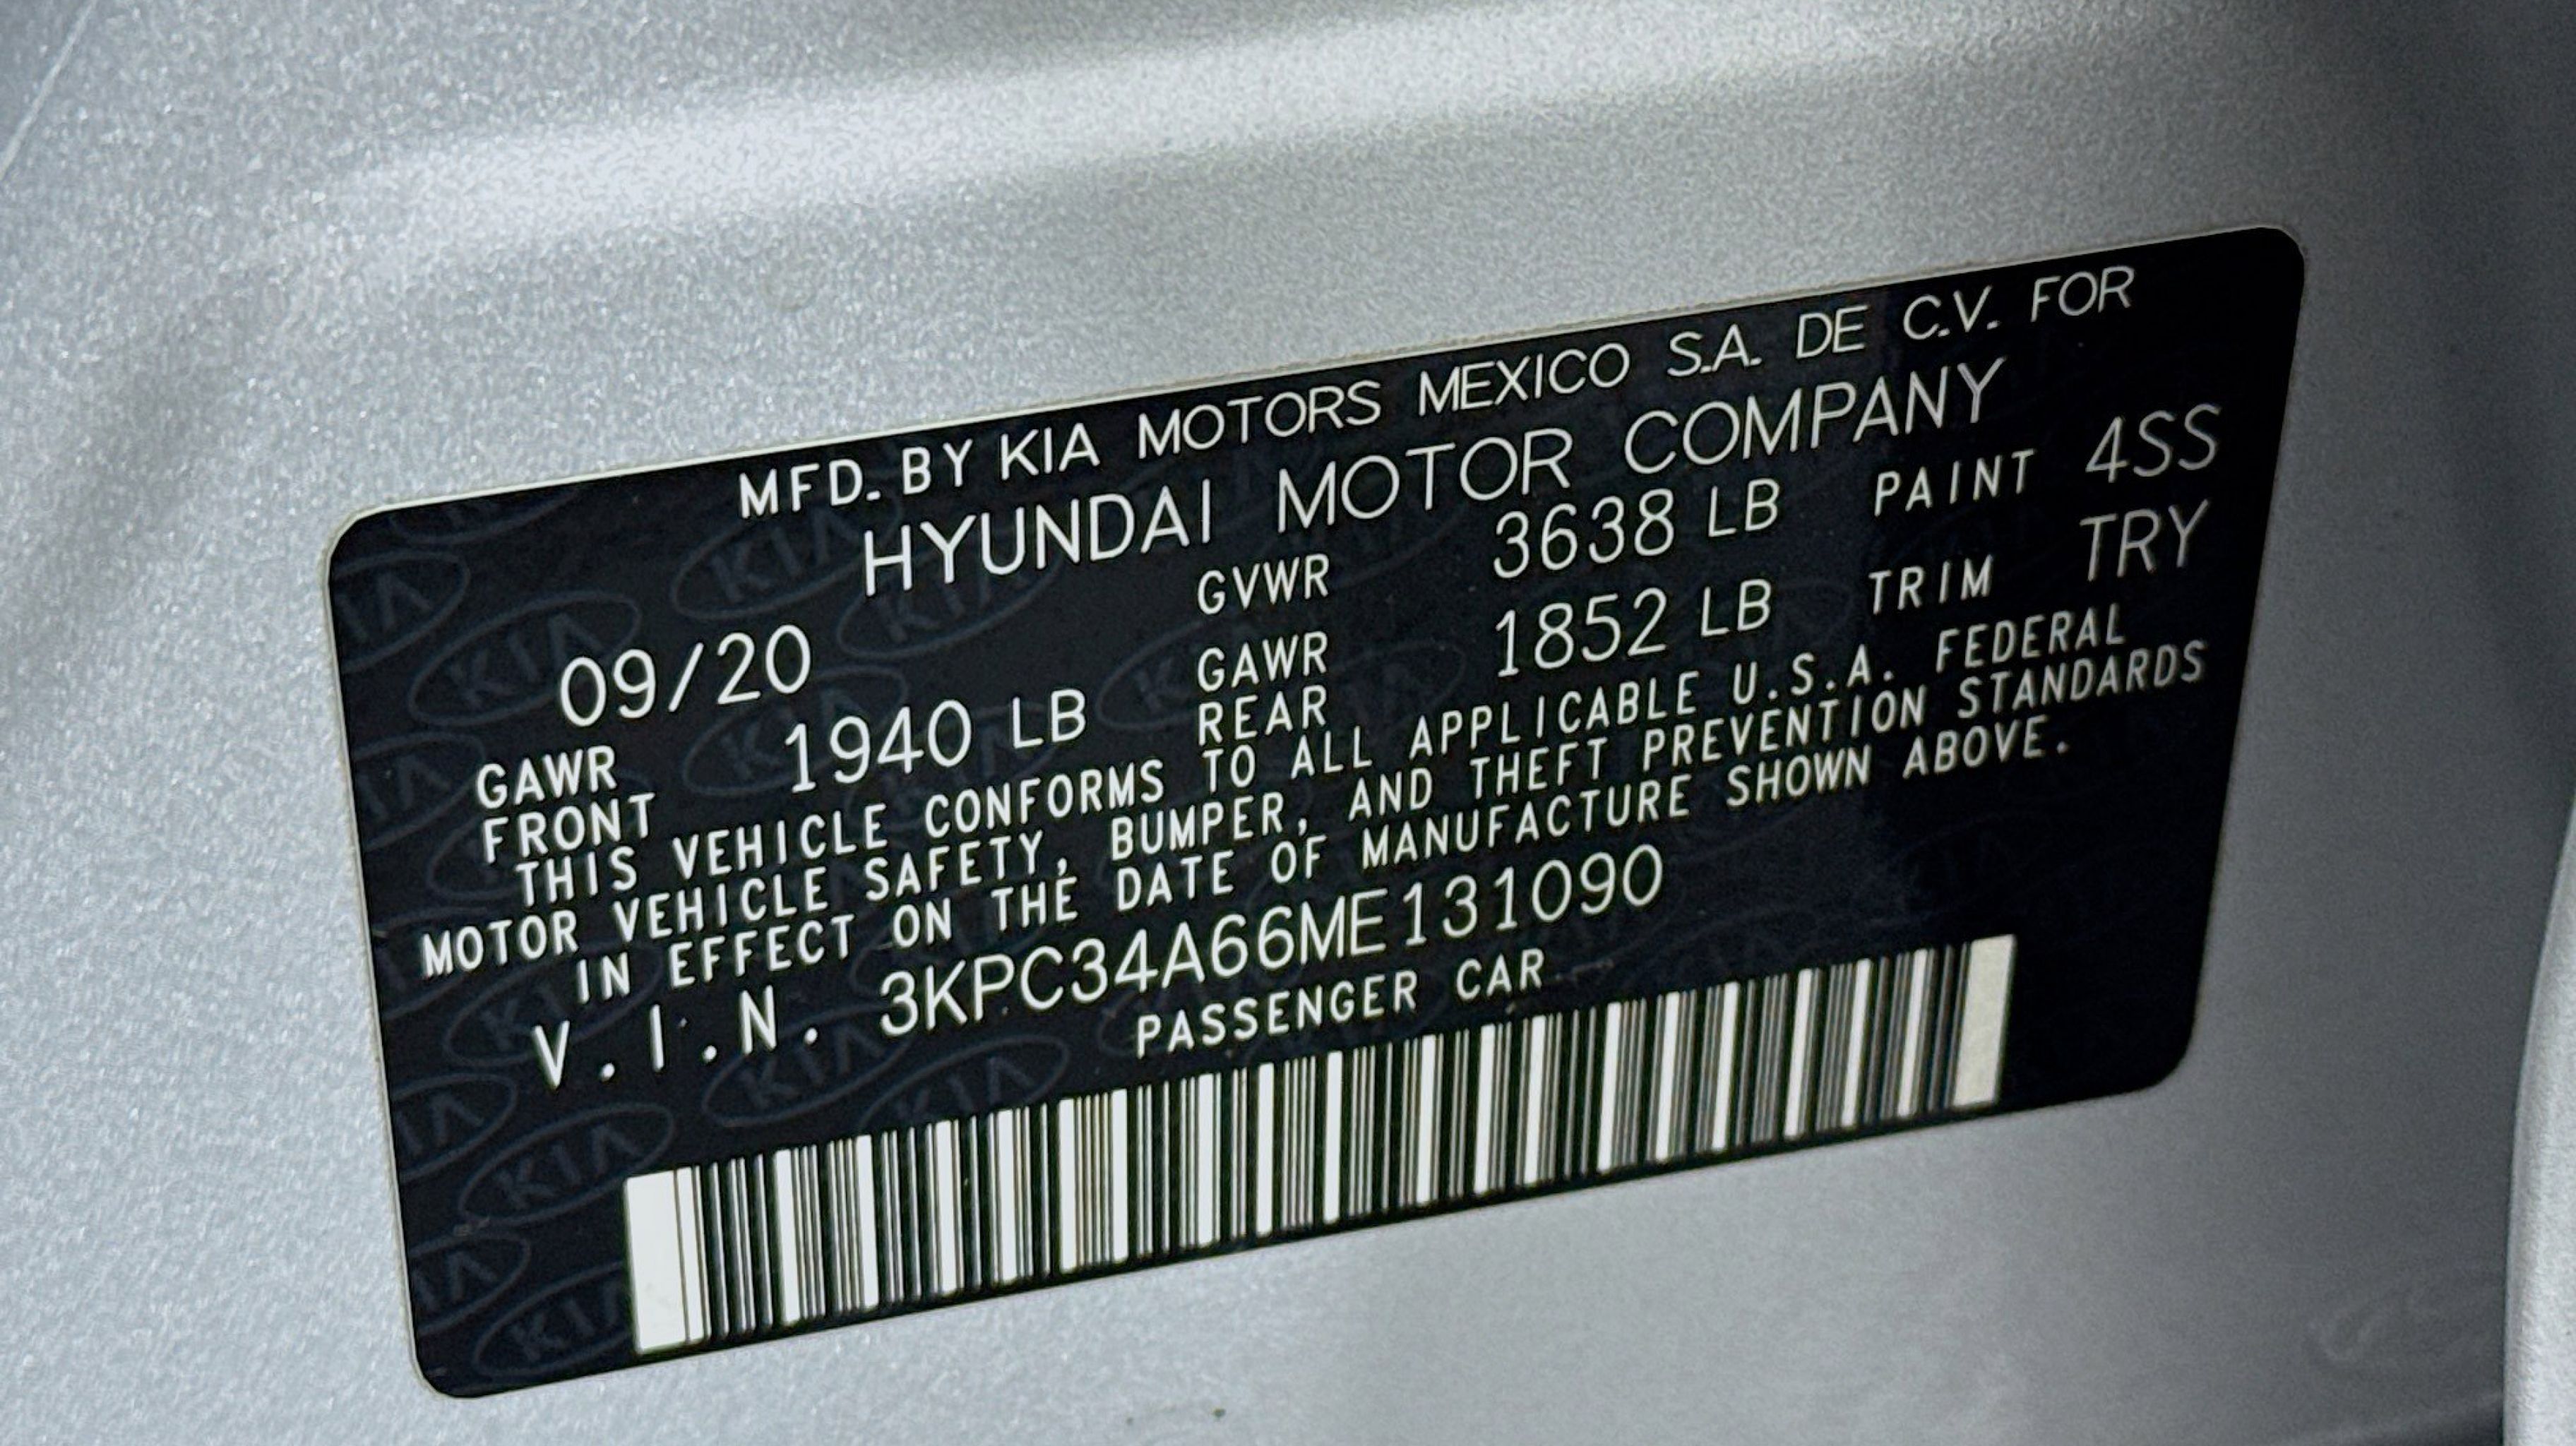 MFD. BY KIA MOTORS MEXICO S.A. DE C.V. FOR
HYUNDAI MOTOR COMPANY
09/20 GVWR 3638 LB PAINT 4SS
GAWR FRONT 1940 LB GAWR REAR 1852 LB TRIM TRY
THIS VEHICLE CONFORMS TO ALL APPLICABLE U.S.A. FEDERAL
MOTOR VEHICLE SAFETY, BUMPER, AND THEFT PREVENTION STANDARDS
IN EFFECT ON THE DATE OF MANUFACTURE SHOWN ABOVE.
V.I.N. 3KPC34A66ME131090
PASSENGER CAR